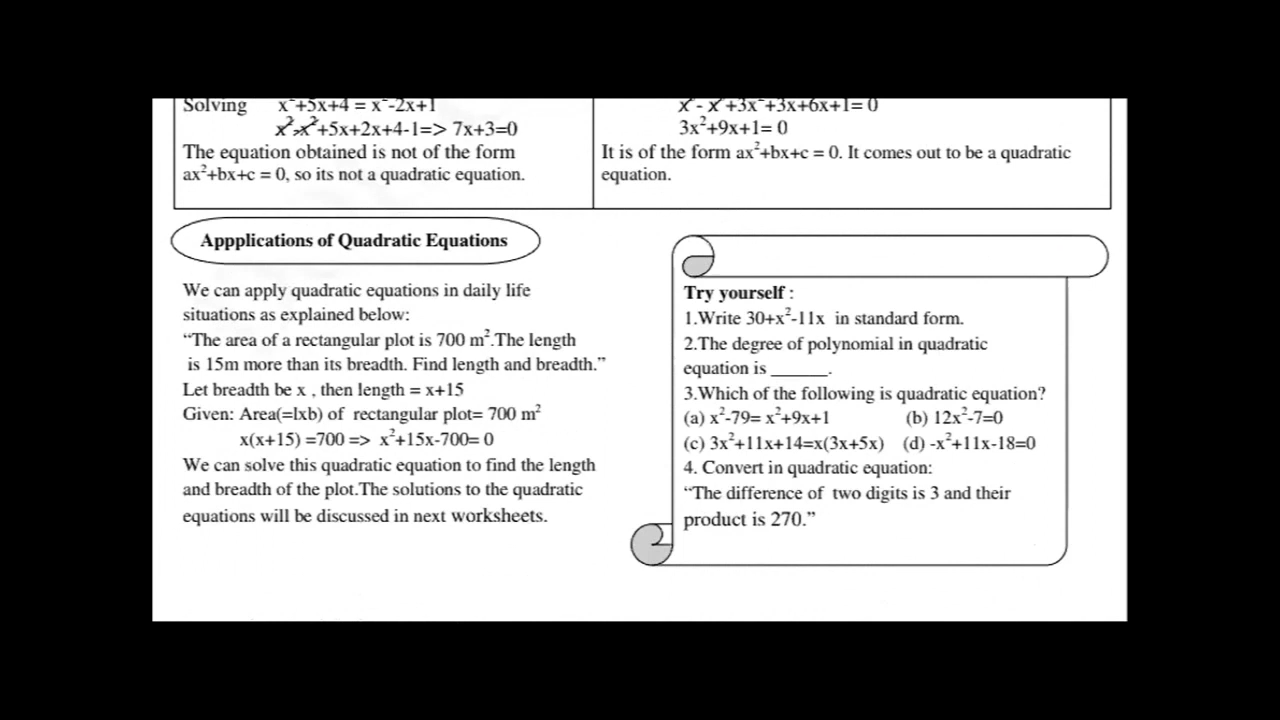 Solving x²+5x+4 = x²-2x+1
x²-x²+5x+2x+4-1=> 7x+3=0
The equation obtained is not of the form
ax²+bx+c = 0, so its not a quadratic equation.
x³- x³+3x²+3x+6x+1= 0
3x²+9x+1= 0
It is of the form ax²+bx+c = 0. It comes out to be a quadratic
equation.
Appplications of Quadratic Equations
We can apply quadratic equations in daily life
situations as explained below:
“The area of a rectangular plot is 700 m².The length
is 15m more than its breadth. Find length and breadth.”
Let breadth be x , then length = x+15
Given: Area(=lxb) of rectangular plot= 700 m²
x(x+15) =700 => x²+15x-700= 0
We can solve this quadratic equation to find the length
and breadth of the plot.The solutions to the quadratic
equations will be discussed in next worksheets.
Try yourself :
1.Write 30+x²-11x in standard form.
2.The degree of polynomial in quadratic
equation is ______.
3.Which of the following is quadratic equation?
(a) x²-79= x²+9x+1 (b) 12x²-7=0
(c) 3x²+11x+14=x(3x+5x) (d) -x²+11x-18=0
4. Convert in quadratic equation:
“The difference of two digits is 3 and their
product is 270.”